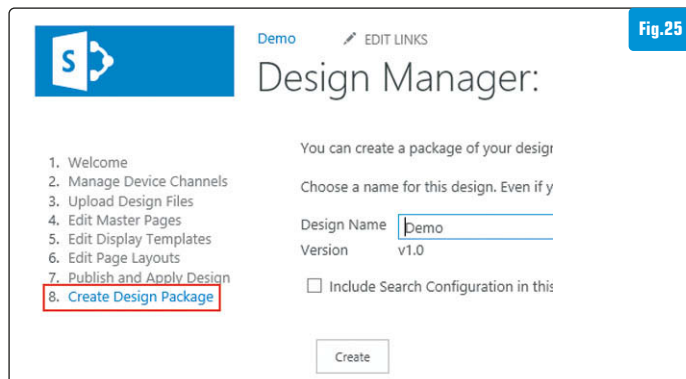 Fig.25
S
Demo
EDIT LINKS
Design Manager:
1. Welcome
2. Manage Device Channels
3. Upload Design Files
4. Edit Master Pages
5. Edit Display Templates
6. Edit Page Layouts
7. Publish and Apply Design
8. Create Design Package
You can create a package of your design
Choose a name for this design. Even if y
Design Name Demo
Version v1.0
Include Search Configuration in this
Create